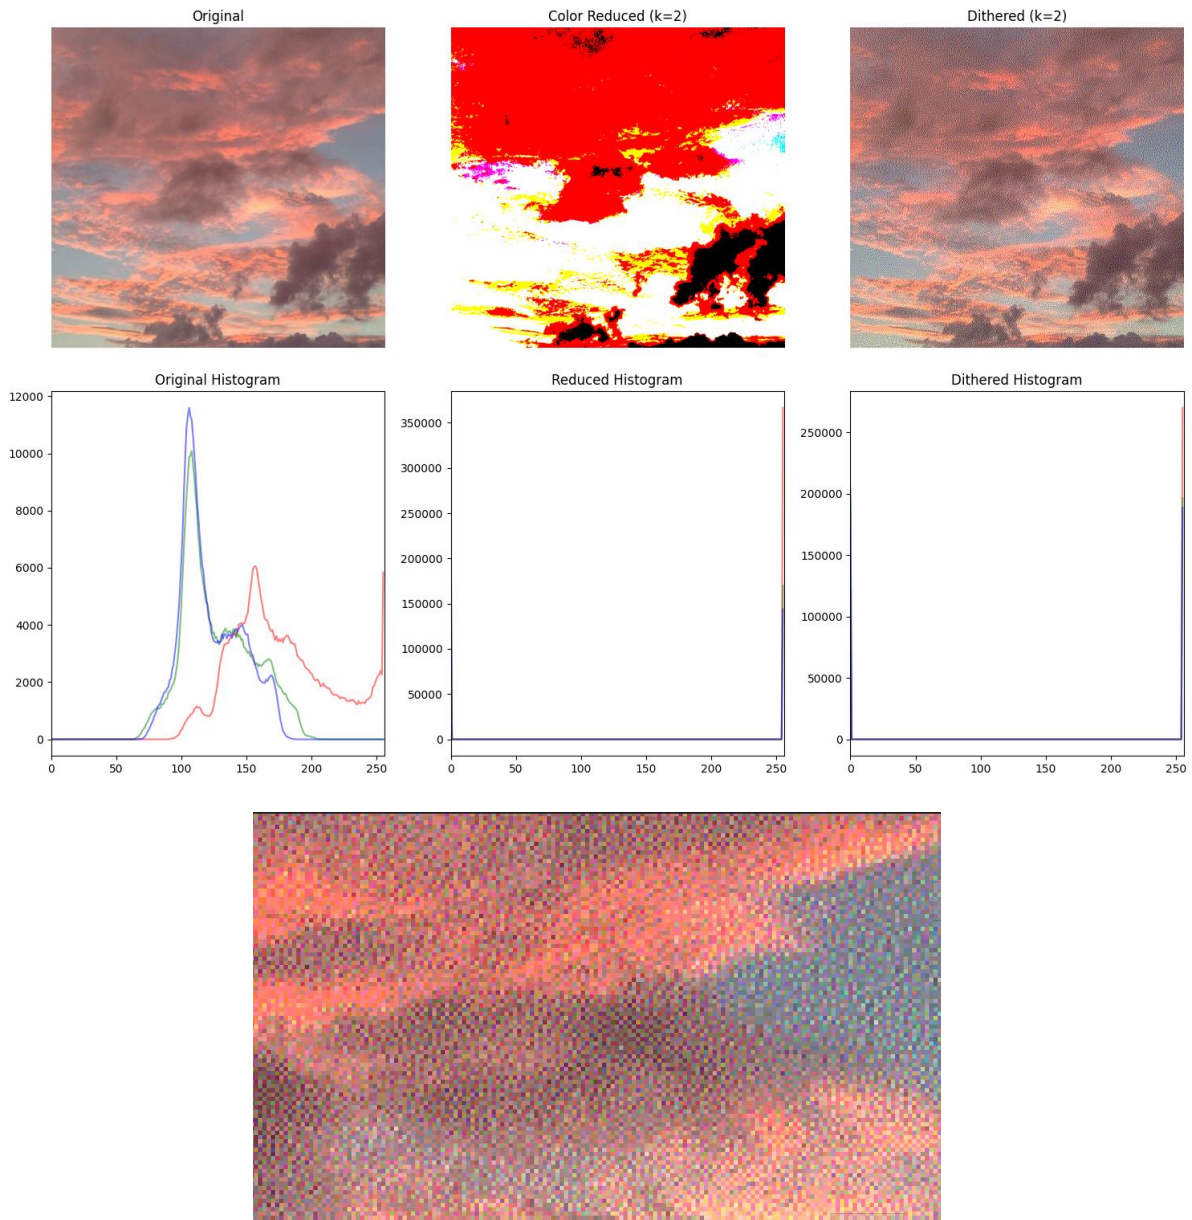 Original
Color Reduced (k=2)
Dithered (k=2)
Original Histogram
Reduced Histogram
Dithered Histogram
12000
10000
8000
6000
4000
2000
0
0 50 100 150 200 250
350000
300000
250000
200000
150000
100000
50000
0
0 50 100 150 200 250
250000
200000
150000
100000
50000
0
0 50 100 150 200 250